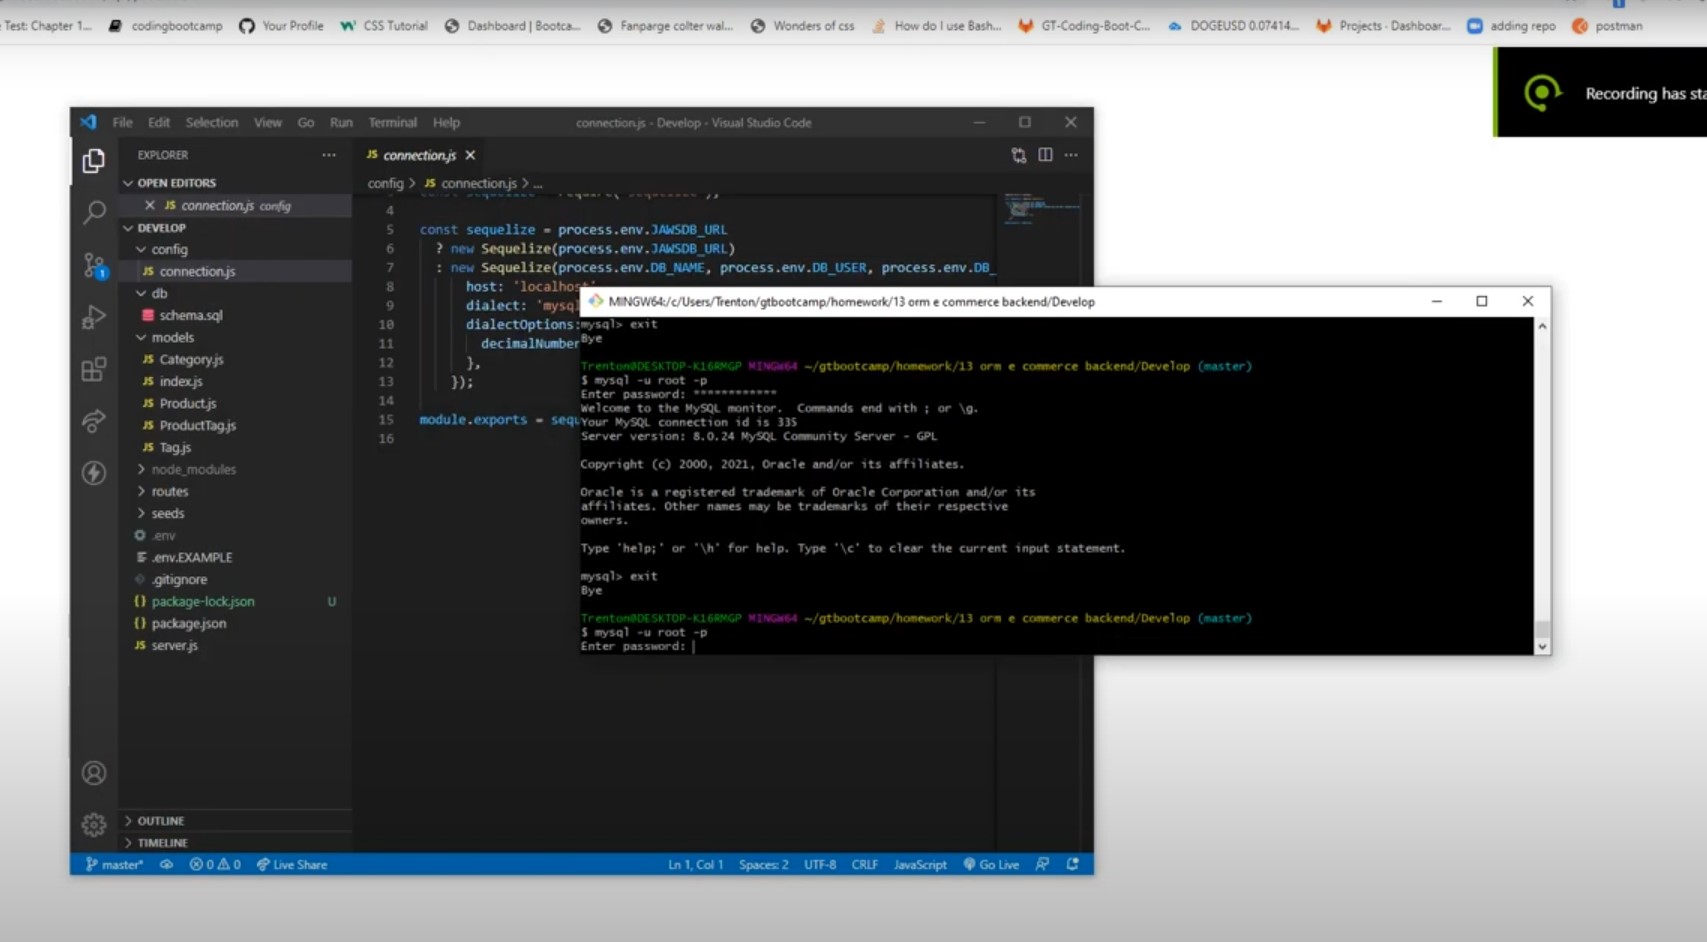 Test: Chapter 1... codingbootcamp Your Profile CSS Tutorial Dashboard | Bootca... Fanparge colter wal... Wonders of css How do I use Bash... GT-Coding-Boot-C... DOGEUSD 0.07414... Projects · Dashboar... adding repo postman
Recording has sta
File Edit Selection View Go Run Terminal Help connection.js - Develop - Visual Studio Code
EXPLORER ...
JS connection.js
OPEN EDITORS
JS connection.js config
DEVELOP
config
JS connection.js
db
schema.sql
models
JS Category.js
JS index.js
JS Product.js
JS ProductTag.js
JS Tag.js
node_modules
routes
seeds
.env
.env.EXAMPLE
.gitignore
{} package-lock.json U
{} package.json
JS server.js
OUTLINE
TIMELINE
config > JS connection.js > ...
4
5 const sequelize = process.env.JAWSDB_URL
6 ? new Sequelize(process.env.JAWSDB_URL)
7 : new Sequelize(process.env.DB_NAME, process.env.DB_USER, process.env.DB_
8 host: 'localhost'
9 dialect: 'mysql
10 dialectOptions:
11 decimalNumber
12 },
13 });
14
15 module.exports = sequ
16
MINGW64:/c/Users/Trenton/gtbootcamp/homework/13 orm e commerce backend/Develop
mysql> exit
Bye
Trenton@DESKTOP-K16RMGP MINGW64 ~/gtbootcamp/homework/13 orm e commerce backend/Develop (master)
$ mysql -u root -p
Enter password: ************
Welcome to the MySQL monitor. Commands end with ; or \g.
Your MySQL connection id is 335
Server version: 8.0.24 MySQL Community Server - GPL
Copyright (c) 2000, 2021, Oracle and/or its affiliates.
Oracle is a registered trademark of Oracle Corporation and/or its
affiliates. Other names may be trademarks of their respective
owners.
Type 'help;' or '\h' for help. Type '\c' to clear the current input statement.
mysql> exit
Bye
Trenton@DESKTOP-K16RMGP MINGW64 ~/gtbootcamp/homework/13 orm e commerce backend/Develop (master)
$ mysql -u root -p
Enter password:
master* 0 0 Live Share Ln 1, Col 1 Spaces: 2 UTF-8 CRLF JavaScript Go Live
1